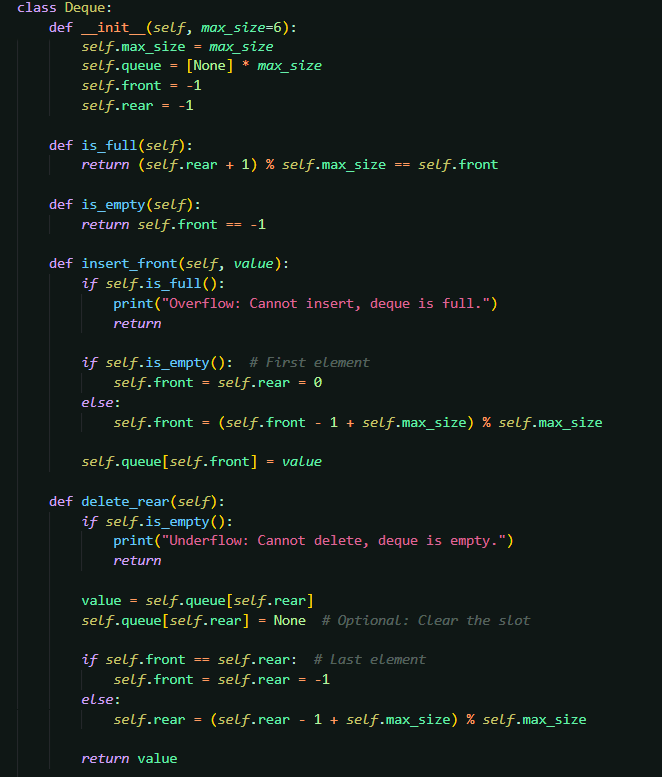 class Deque:
    def __init__(self, max_size=6):
        self.max_size = max_size
        self.queue = [None] * max_size
        self.front = -1
        self.rear = -1

    def is_full(self):
        return (self.rear + 1) % self.max_size == self.front

    def is_empty(self):
        return self.front == -1

    def insert_front(self, value):
        if self.is_full():
            print("Overflow: Cannot insert, deque is full.")
            return

        if self.is_empty():  # First element
            self.front = self.rear = 0
        else:
            self.front = (self.front - 1 + self.max_size) % self.max_size

        self.queue[self.front] = value

    def delete_rear(self):
        if self.is_empty():
            print("Underflow: Cannot delete, deque is empty.")
            return

        value = self.queue[self.rear]
        self.queue[self.rear] = None  # Optional: Clear the slot

        if self.front == self.rear:  # Last element
            self.front = self.rear = -1
        else:
            self.rear = (self.rear - 1 + self.max_size) % self.max_size

        return value